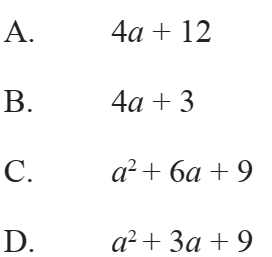 A. 4a + 12
B. 4a + 3
C. a² + 6a + 9
D. a² + 3a + 9